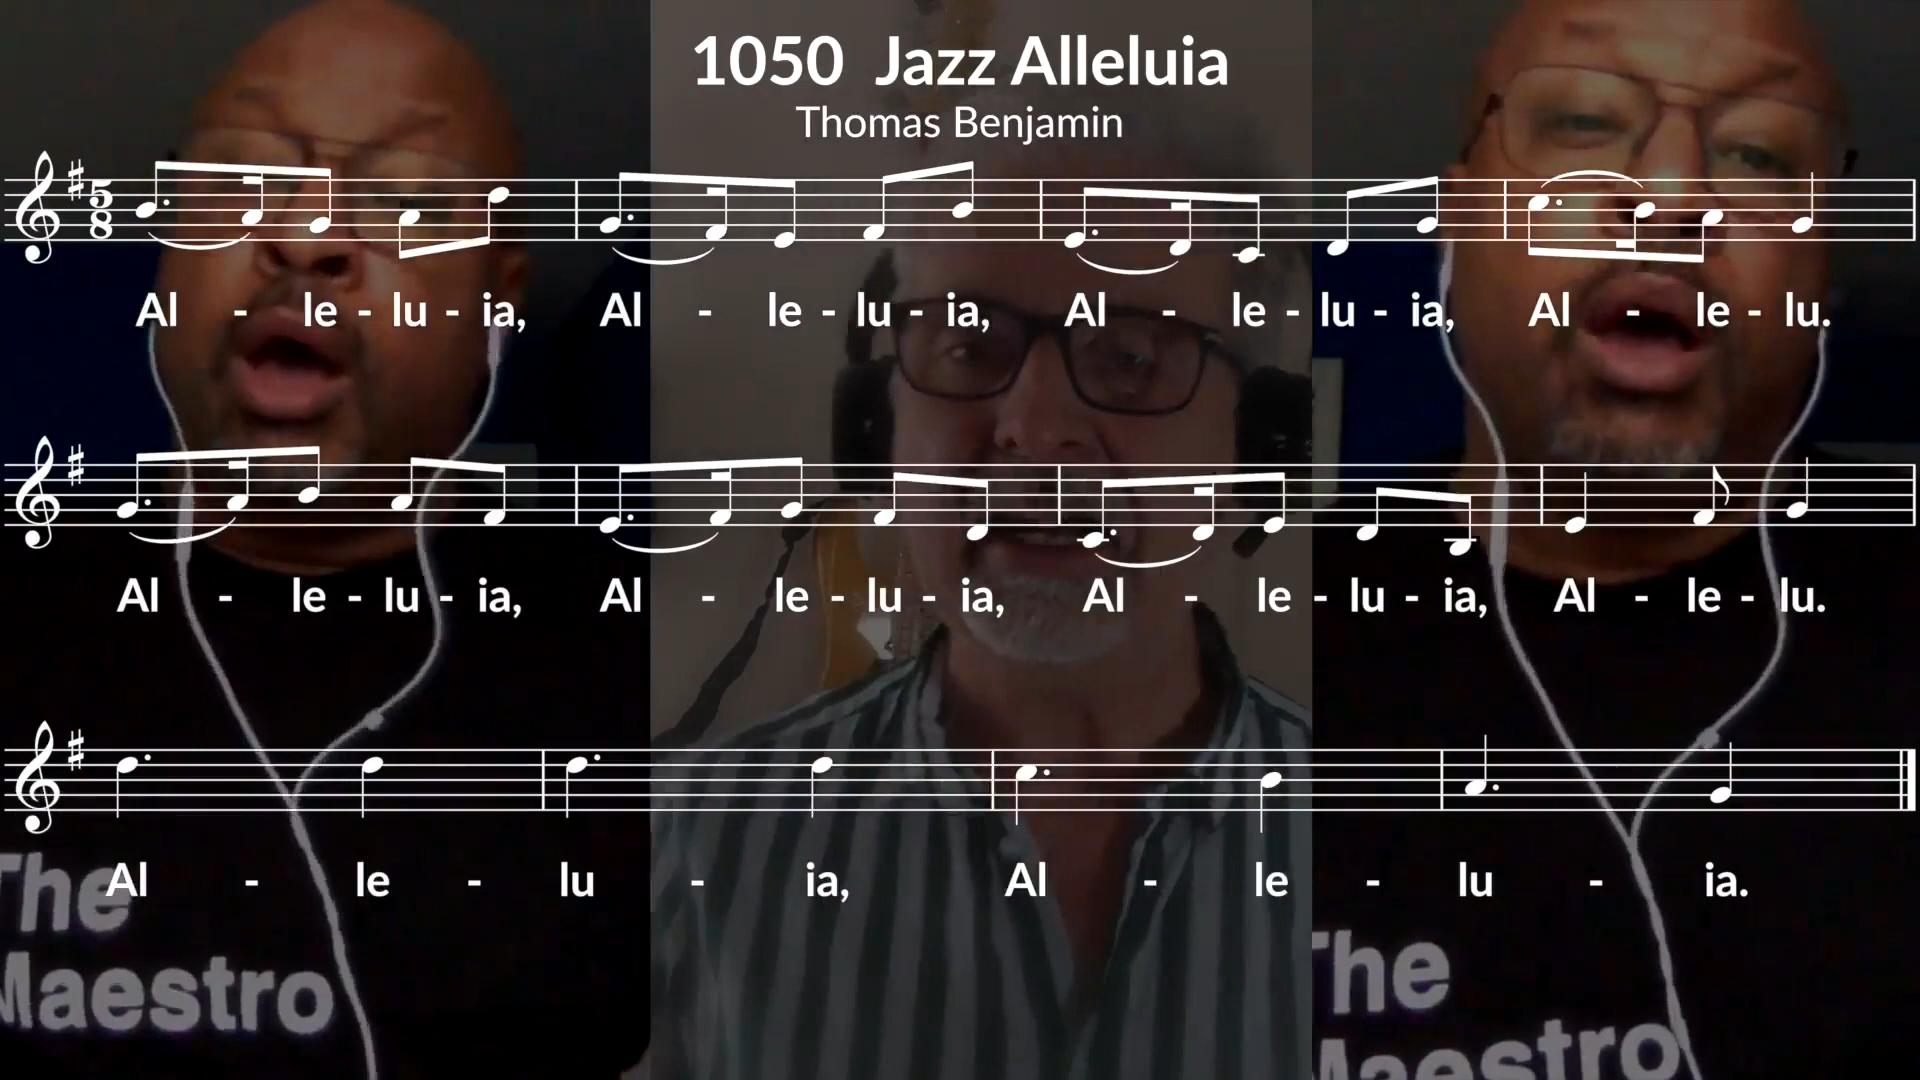 1050 Jazz Alleluia
Thomas Benjamin
5
8
Al - le - lu - ia, Al - le - lu - ia, Al - le - lu - ia, Al - le - lu.
Al - le - lu - ia, Al - le - lu - ia, Al - le - lu - ia, Al - le - lu.
Al - le - lu - ia, Al - le - lu - ia.
The
Maestro
The
Maestro